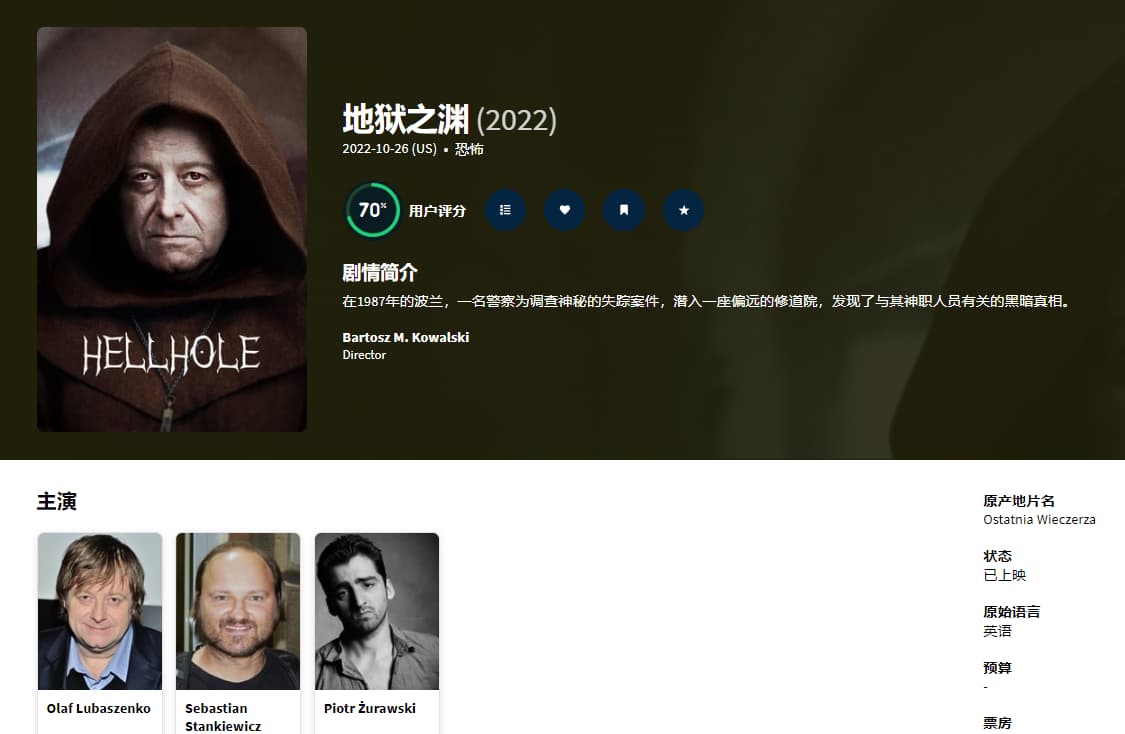 HELLHOLE
地狱之渊 (2022)
2022-10-26 (US) • 恐怖
70% 用户评分
剧情简介
在1987年的波兰，一名警察为调查神秘的失踪案件，潜入一座偏远的修道院，发现了与其神职人员有关的黑暗真相。
Bartosz M. Kowalski
Director
主演
Olaf Lubaszenko
Sebastian
Stankiewicz
Piotr Żurawski
原产地片名
Ostatnia Wieczerza
状态
已上映
原始语言
英语
预算
-
票房